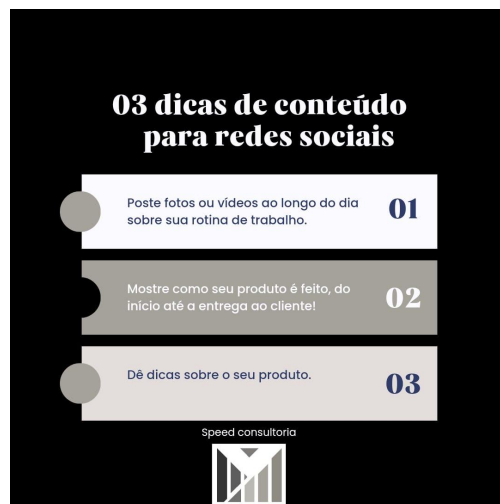 03 dicas de conteúdo
para redes sociais
Poste fotos ou vídeos ao longo do dia
sobre sua rotina de trabalho.
01
Mostre como seu produto é feito, do
início até a entrega ao cliente!
02
Dê dicas sobre o seu produto.
03
Speed consultoria